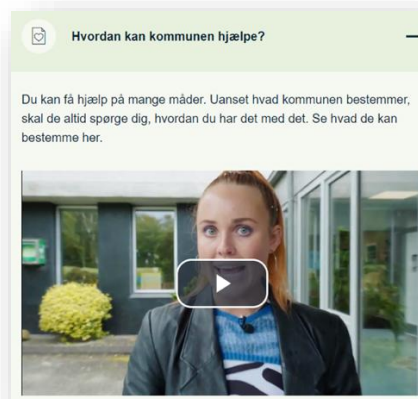 Hvordan kan kommunen hjælpe?
Du kan få hjælp på mange måder. Uanset hvad kommunen bestemmer,
skal de altid spørge dig, hvordan du har det med det. Se hvad de kan
bestemme her.